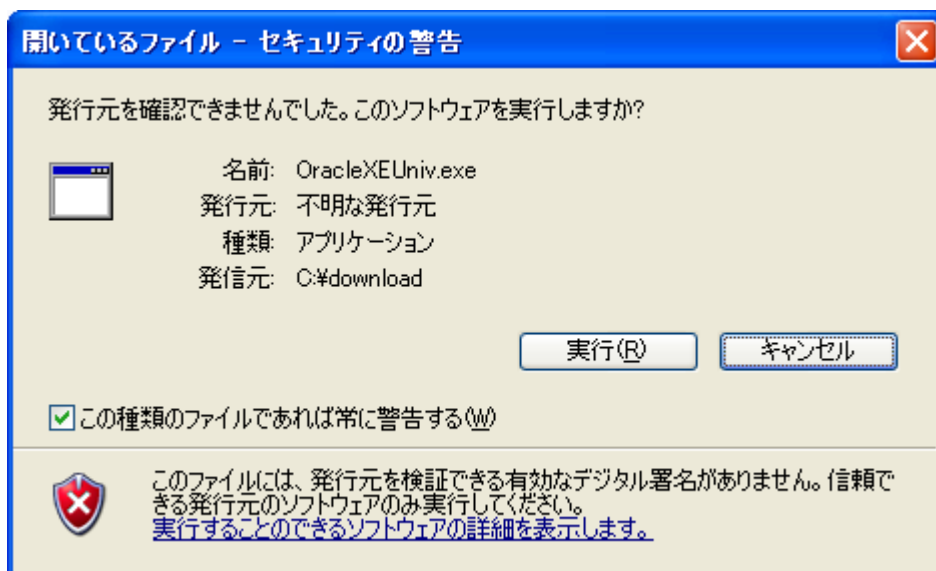 開いているファイル - セキュリティの警告
発行元を確認できませんでした。このソフトウェアを実行しますか?
名前: OracleXEUniv.exe
発行元: 不明な発行元
種類: アプリケーション
発信元: C:¥download
実行(R) キャンセル
この種類のファイルであれば常に警告する(W)
このファイルには、発行元を検証できる有効なデジタル署名がありません。信頼で
きる発行元のソフトウェアのみ実行してください。
実行することのできるソフトウェアの詳細を表示します。